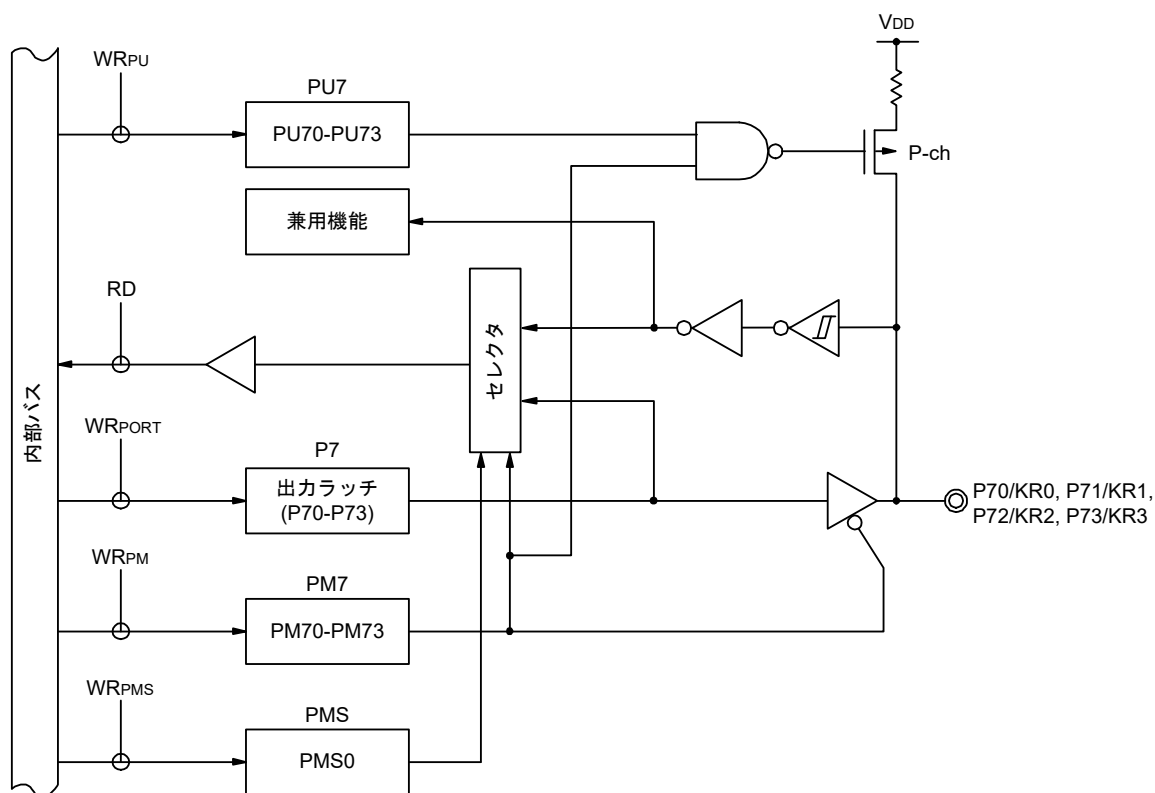 VDD
WRPU
PU7
PU70-PU73
P-ch
兼用機能
RD
セレクタ
内部バス
WRPORT
P7
出力ラッチ
(P70-P73)
P70/KR0, P71/KR1,
P72/KR2, P73/KR3
WRPM
PM7
PM70-PM73
WRPMS
PMS
PMS0